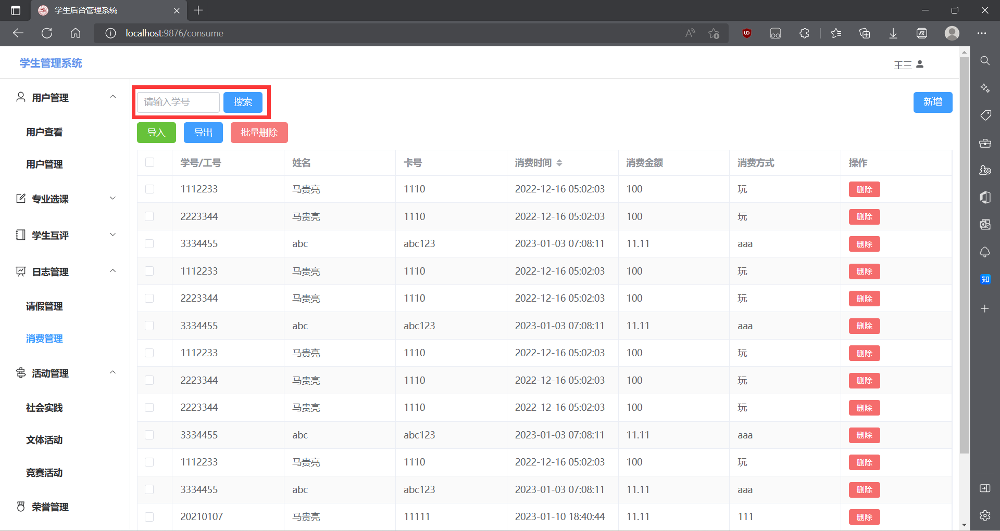 学生后台管理系统
localhost:9876/consume
学生管理系统
王三
用户管理
用户查看
用户管理
专业选课
学生互评
日志管理
请假管理
消费管理
活动管理
社会实践
文体活动
竞赛活动
荣誉管理
请输入学号 搜索 新增
导入 导出 批量删除
学号/工号 姓名 卡号 消费时间 消费金额 消费方式 操作
1112233 马贵亮 1110 2022-12-16 05:02:03 100 玩 删除
2223344 马贵亮 1110 2022-12-16 05:02:03 100 玩 删除
3334455 abc abc123 2023-01-03 07:08:11 11.11 aaa 删除
1112233 马贵亮 1110 2022-12-16 05:02:03 100 玩 删除
2223344 马贵亮 1110 2022-12-16 05:02:03 100 玩 删除
3334455 abc abc123 2023-01-03 07:08:11 11.11 aaa 删除
1112233 马贵亮 1110 2022-12-16 05:02:03 100 玩 删除
2223344 马贵亮 1110 2022-12-16 05:02:03 100 玩 删除
2223344 马贵亮 1110 2022-12-16 05:02:03 100 玩 删除
3334455 abc abc123 2023-01-03 07:08:11 11.11 aaa 删除
1112233 马贵亮 1110 2022-12-16 05:02:03 100 玩 删除
3334455 abc abc123 2023-01-03 07:08:11 11.11 aaa 删除
20210107 马贵亮 11111 2023-01-10 18:40:44 11.11 111 删除
知